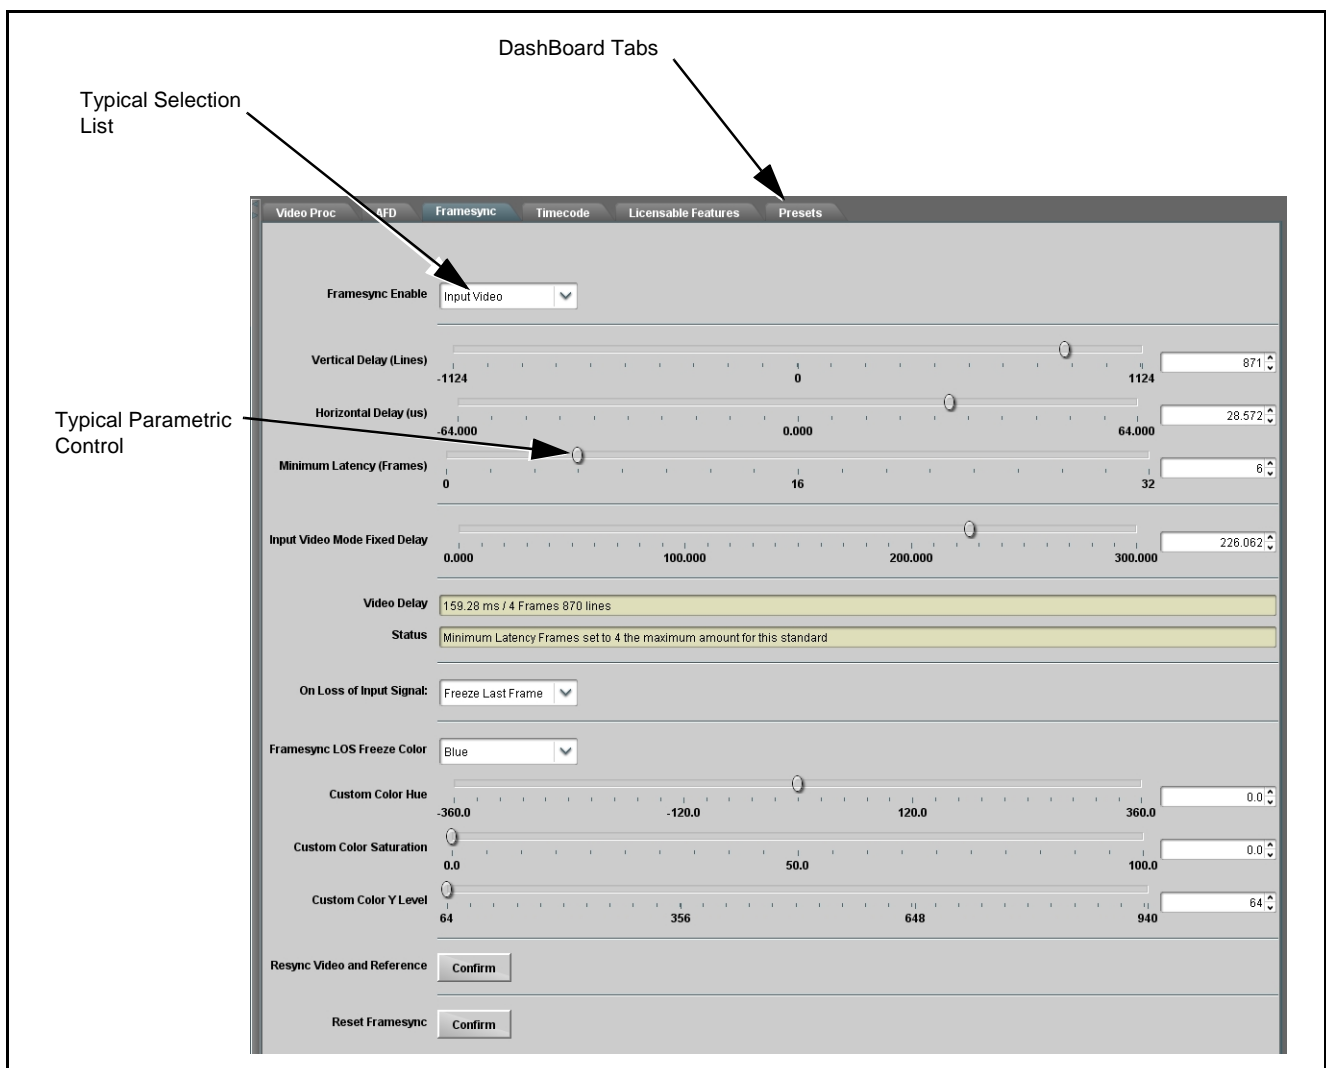 DashBoard Tabs
Typical Selection
List
Video Proc AFD Framesync Timecode Licensable Features Presets
Framesync Enable Input Video
Vertical Delay (Lines) 871
-1124 0 1124
Horizontal Delay (us) 28.572
-64.000 0.000 64.000
Typical Parametric
Control
Minimum Latency (Frames) 6
0 16 32
Input Video Mode Fixed Delay 226.062
0.000 100.000 200.000 300.000
Video Delay 159.28 ms / 4 Frames 870 lines
Status Minimum Latency Frames set to 4 the maximum amount for this standard
On Loss of Input Signal: Freeze Last Frame
Framesync LOS Freeze Color Blue
Custom Color Hue 0.0
-360.0 -120.0 120.0 360.0
Custom Color Saturation 0.0
0.0 50.0 100.0
Custom Color Y Level 64
64 356 648 940
Resync Video and Reference Confirm
Reset Framesync Confirm